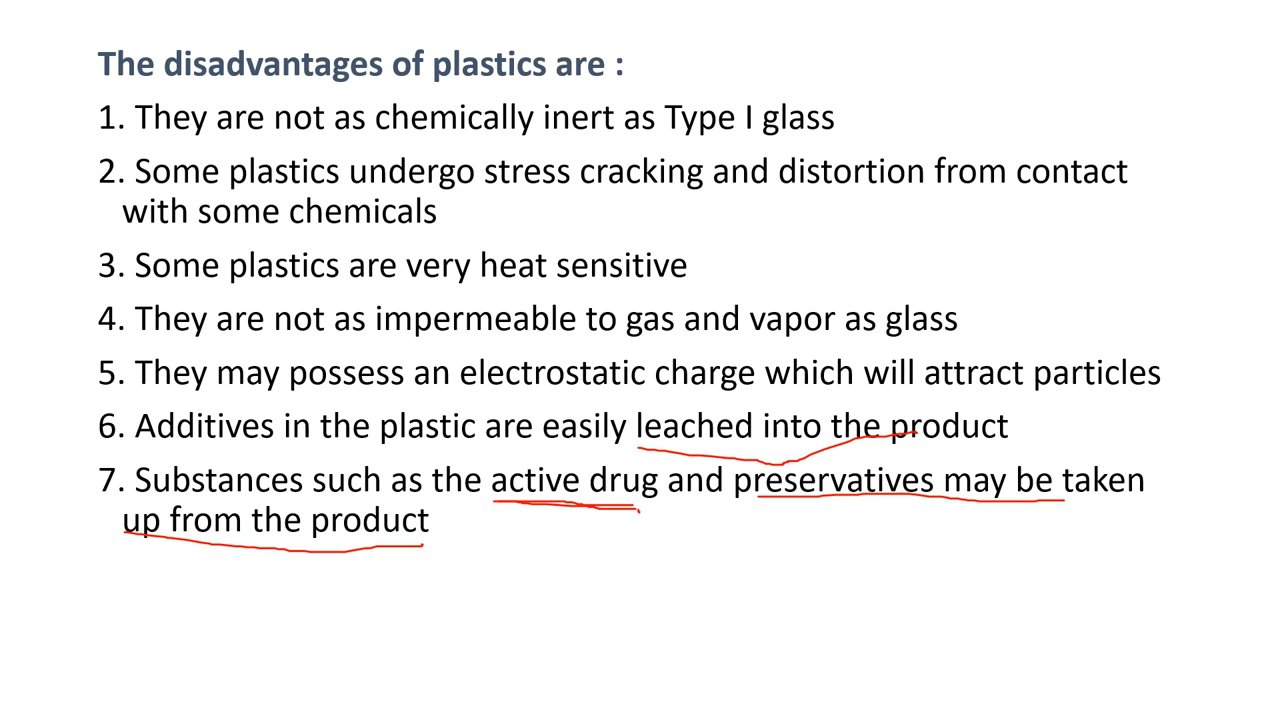 The disadvantages of plastics are :
1. They are not as chemically inert as Type I glass
2. Some plastics undergo stress cracking and distortion from contact
with some chemicals
3. Some plastics are very heat sensitive
4. They are not as impermeable to gas and vapor as glass
5. They may possess an electrostatic charge which will attract particles
6. Additives in the plastic are easily leached into the product
7. Substances such as the active drug and preservatives may be taken
up from the product